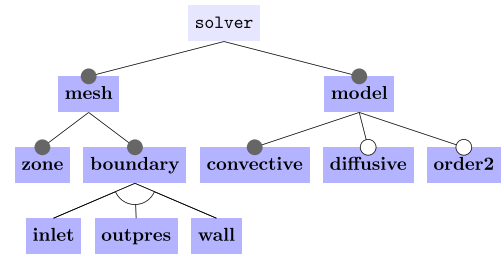 solver
mesh model
zone boundary convective diffusive order2
inlet outpres wall